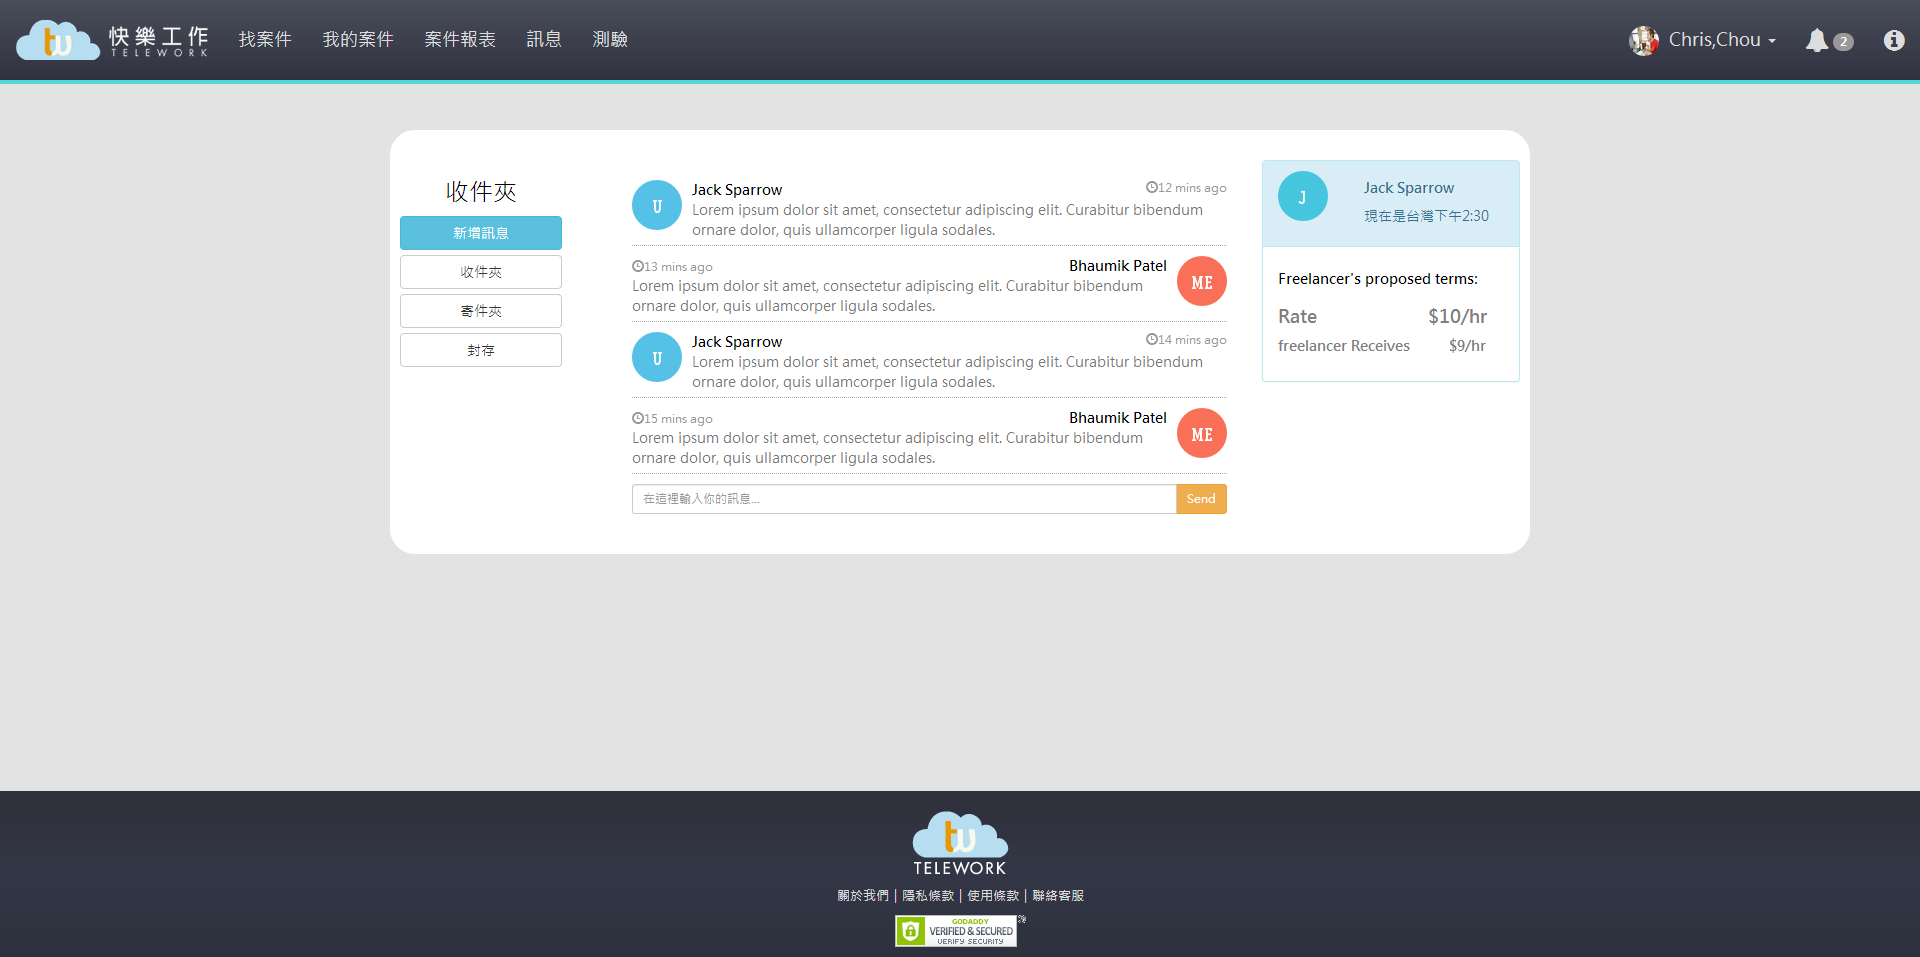 tw 快樂工作
TELEWORK
找案件 我的案件 案件報表 訊息 測驗
Chris,Chou
2
收件夾
新增訊息
收件夾
寄件夾
封存
U
Jack Sparrow
12 mins ago
Lorem ipsum dolor sit amet, consectetur adipiscing elit. Curabitur bibendum
ornare dolor, quis ullamcorper ligula sodales.
13 mins ago
Bhaumik Patel
ME
Lorem ipsum dolor sit amet, consectetur adipiscing elit. Curabitur bibendum
ornare dolor, quis ullamcorper ligula sodales.
U
Jack Sparrow
14 mins ago
Lorem ipsum dolor sit amet, consectetur adipiscing elit. Curabitur bibendum
ornare dolor, quis ullamcorper ligula sodales.
15 mins ago
Bhaumik Patel
ME
Lorem ipsum dolor sit amet, consectetur adipiscing elit. Curabitur bibendum
ornare dolor, quis ullamcorper ligula sodales.
在這裡輸入你的訊息...
Send
J
Jack Sparrow
現在是台灣下午2:30
Freelancer's proposed terms:
Rate $10/hr
freelancer Receives $9/hr
tw
TELEWORK
關於我們 | 隱私條款 | 使用條款 | 聯絡客服
GODADDY
VERIFIED & SECURED
VERIFY SECURITY